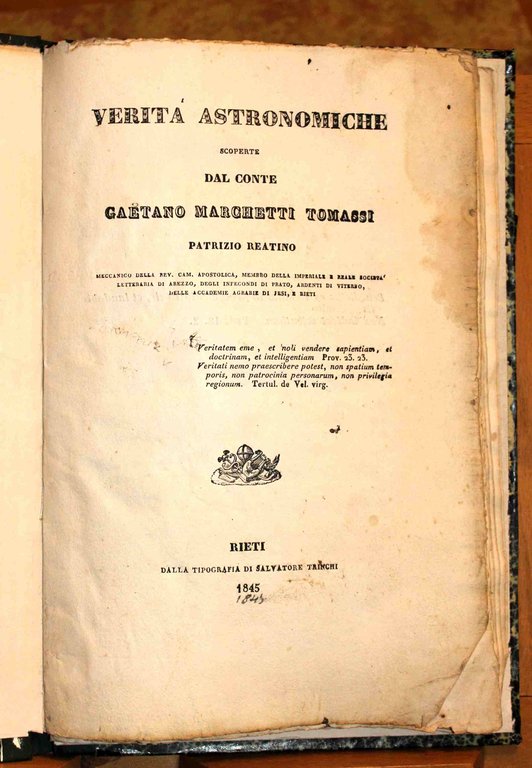 VERITÀ ASTRONOMICHE
SCOPERTE
DAL CONTE
GAËTANO MARCHETTI TOMASSI
PATRIZIO REATINO
MECCANICO DELLA REV. CAM. APOSTOLICA, MEMBRO DELLA IMPERIALE E REALE SOCIETÀ
LETTERARIA DI AREZZO, DEGLI INFECONDI DI PRATO, ARDENTI DI VITERBO,
DELLE ACCADEMIE AGRARIE DI JESI, E RIETI
Veritatem eme, et noli vendere sapientiam, et
doctrinam, et intelligentiam Prov. 23. 23.
Veritati nemo praescribere potest, non spatium tem-
poris, non patrocinia personarum, non privilegia
regionum. Tertul. de Vel. virg.
RIETI
DALLA TIPOGRAFIA DI SALVATORE TRINCHI
1845
1845